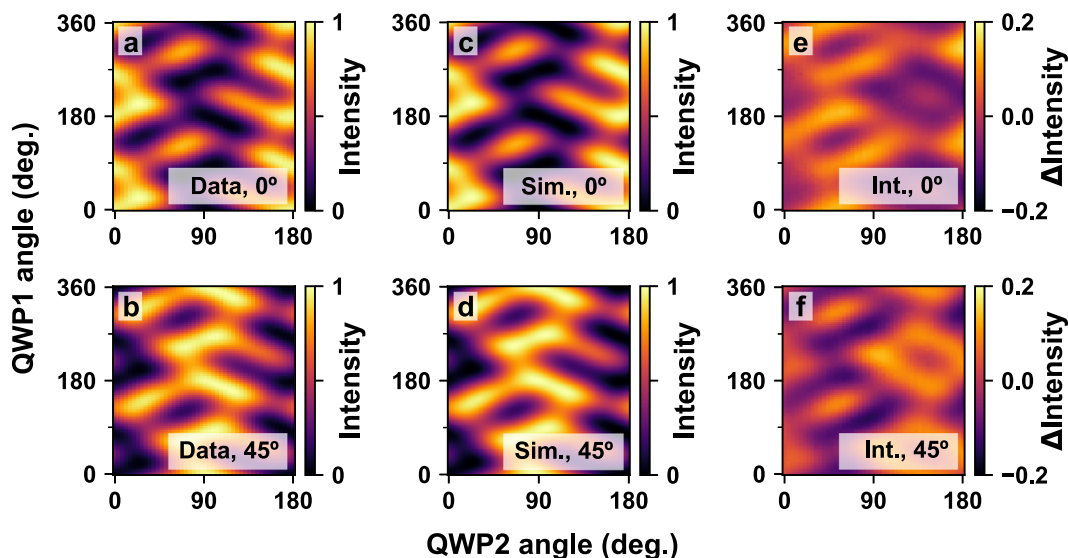 a
Data, 0º
360
180
0
0
90
180
1
0
Intensity
c
Sim., 0º
360
180
0
0
90
180
1
0
Intensity
e
Int., 0º
360
180
0
0
90
180
0.2
0.0
−0.2
ΔIntensity
b
Data, 45º
360
180
0
0
90
180
1
0
Intensity
d
Sim., 45º
360
180
0
0
90
180
1
0
Intensity
f
Int., 45º
360
180
0
0
90
180
0.2
0.0
−0.2
ΔIntensity
QWP1 angle (deg.)
QWP2 angle (deg.)